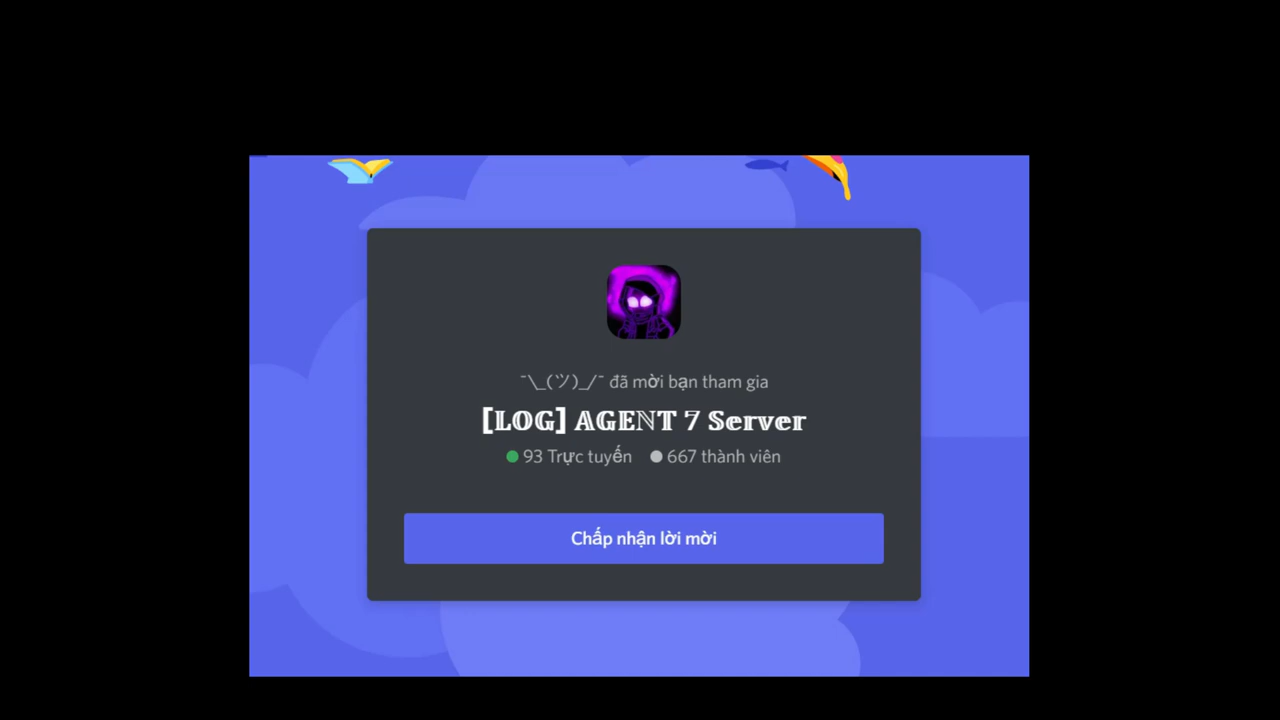 ¯\_(ツ)_/¯ đã mời bạn tham gia
[LOG] AGENT 7 Server
93 Trực tuyến 667 thành viên
Chấp nhận lời mời